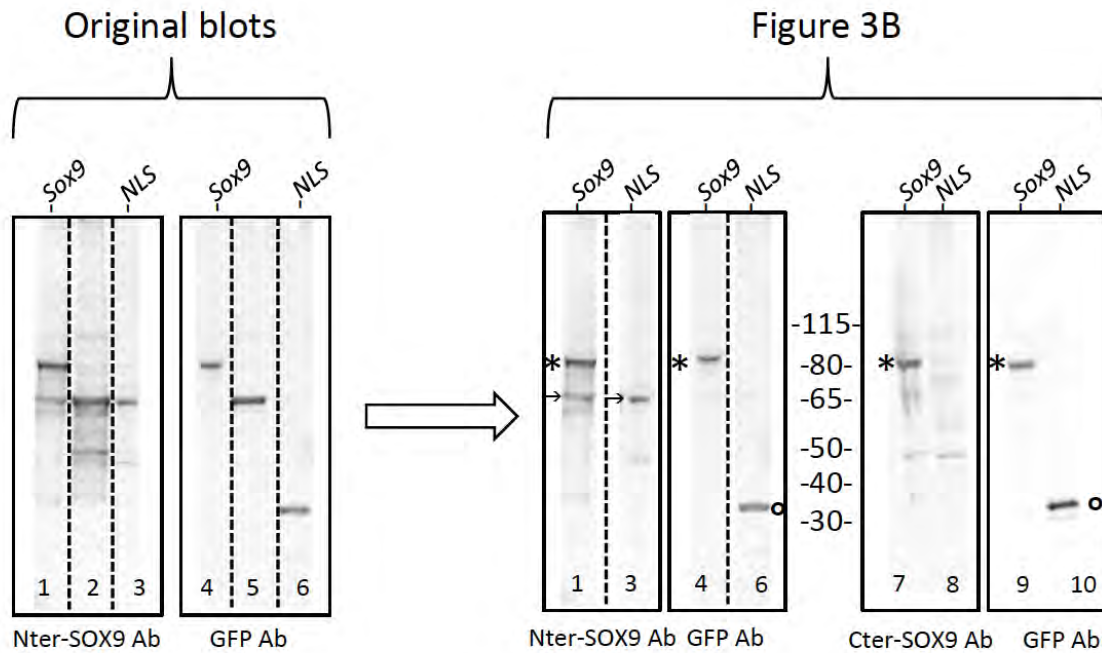 Original blots
Figure 3B
Sox9 NLS Sox9 NLS
Sox9 NLS Sox9 NLS Sox9 NLS Sox9 NLS
-115-
* * -80- * *
→ → -65-
-50-
-40-
o -30- o
1 2 3 4 5 6
1 3 4 6 7 8 9 10
Nter-SOX9 Ab GFP Ab
Nter-SOX9 Ab GFP Ab Cter-SOX9 Ab GFP Ab